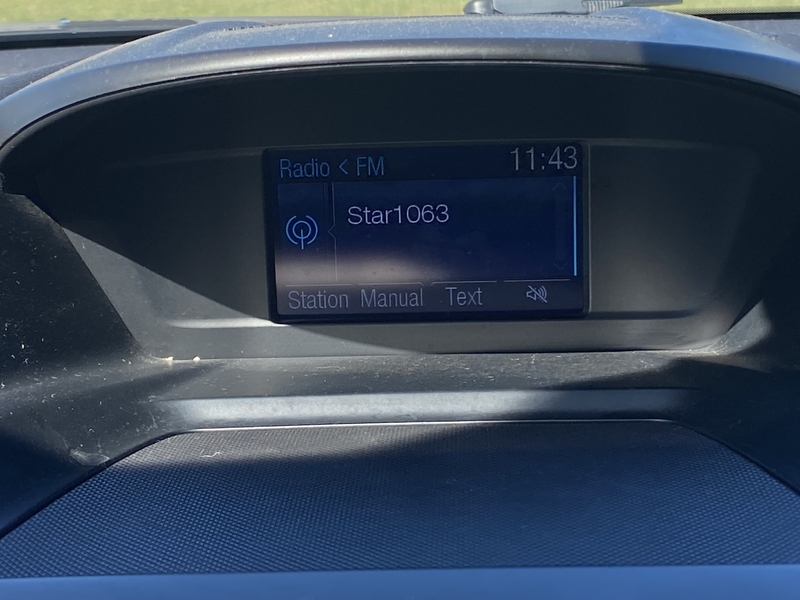 Radio < FM 11:43
Star1063
Station Manual Text